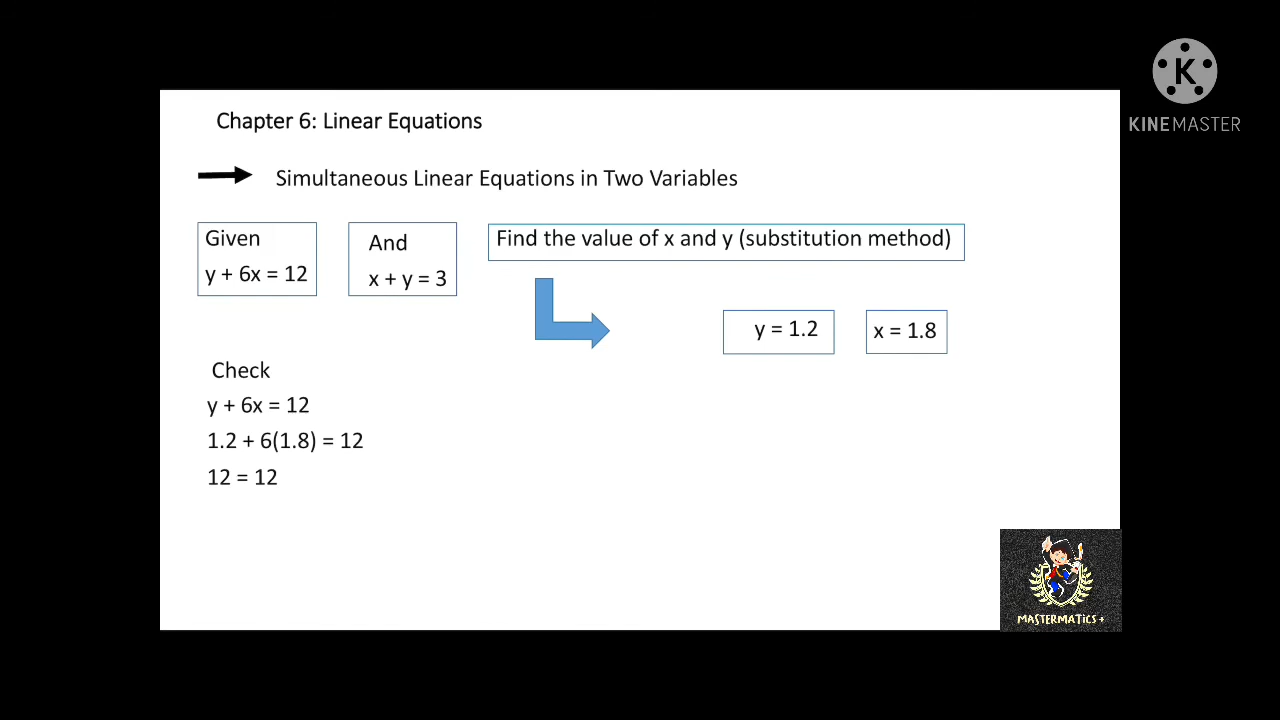 K
KINEMASTER
Chapter 6: Linear Equations
Simultaneous Linear Equations in Two Variables
Given
y + 6x = 12
And
x + y = 3
Find the value of x and y (substitution method)
y = 1.2
x = 1.8
Check
y + 6x = 12
1.2 + 6(1.8) = 12
12 = 12
MASTERMATICS +